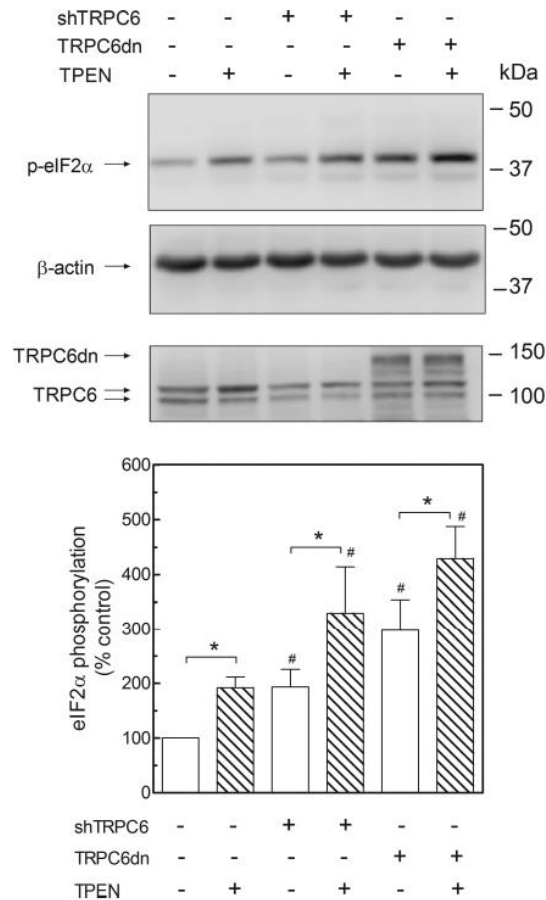 shTRPC6 - - + + - -
TRPC6dn - - - - + +
TPEN - + - + - + kDa
– 50
p-eIF2α →
– 37
– 50
β-actin →
– 37
TRPC6dn → – 150
TRPC6 – 100
600
500
400
300
200
100
0
eIF2α phosphorylation
(% control)
*
#
*
#
#
*
#
shTRPC6 - - + + - -
TRPC6dn - - - - + +
TPEN - + - + - +